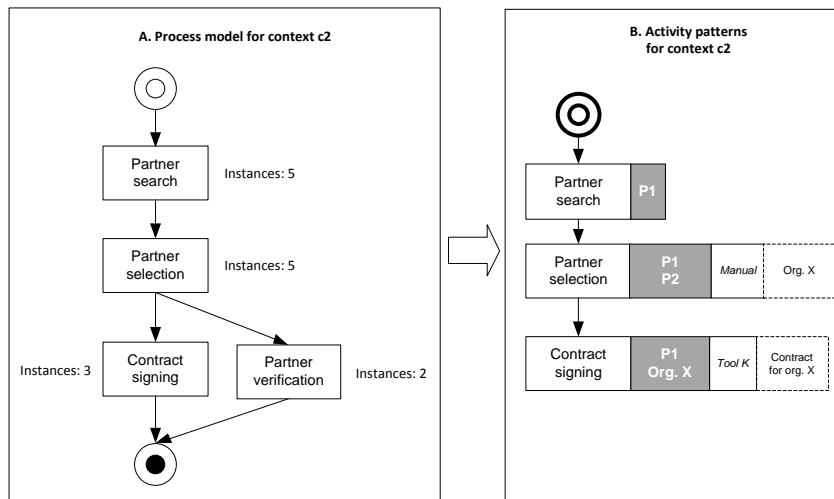 A. Process model for context c2
Partner
search
Instances: 5
Partner
selection
Instances: 5
Instances: 3
Contract
signing
Partner
verification
Instances: 2
B. Activity patterns
for context c2
Partner
search
P1
Partner
selection
P1
P2
Manual
Org. X
Contract
signing
P1
Org. X
Tool K
Contract
for org. X